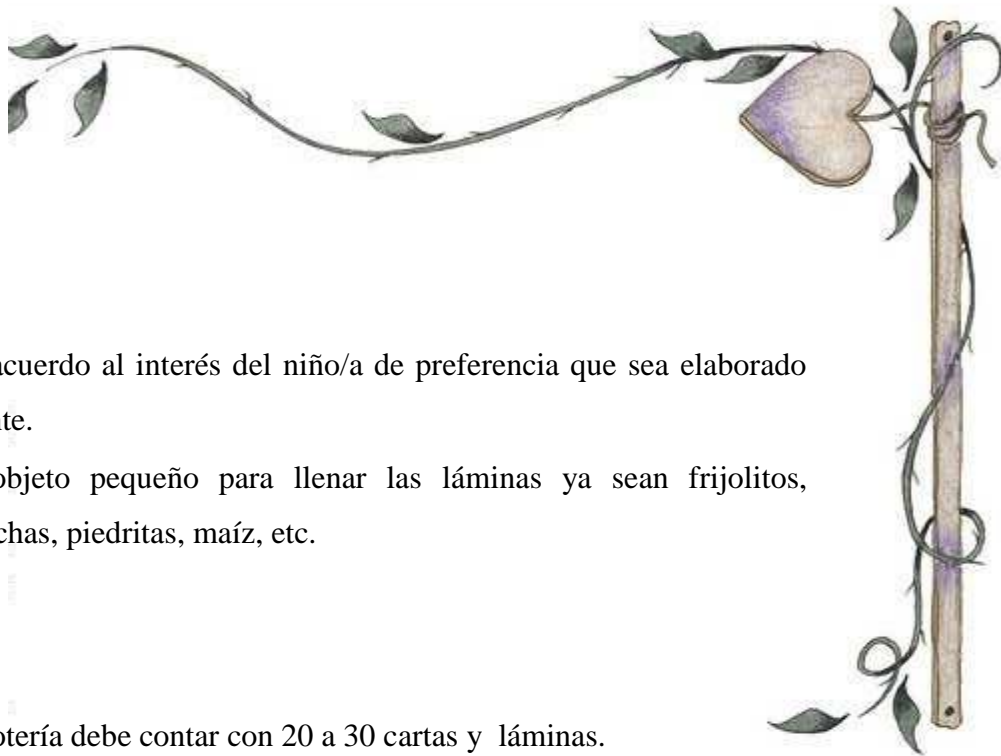 acuerdo al interés del niño/a de preferencia que sea elaborado
nte.
objeto pequeño para llenar las láminas ya sean frijolitos,
chas, piedritas, maíz, etc.
otería debe contar con 20 a 30 cartas y láminas.